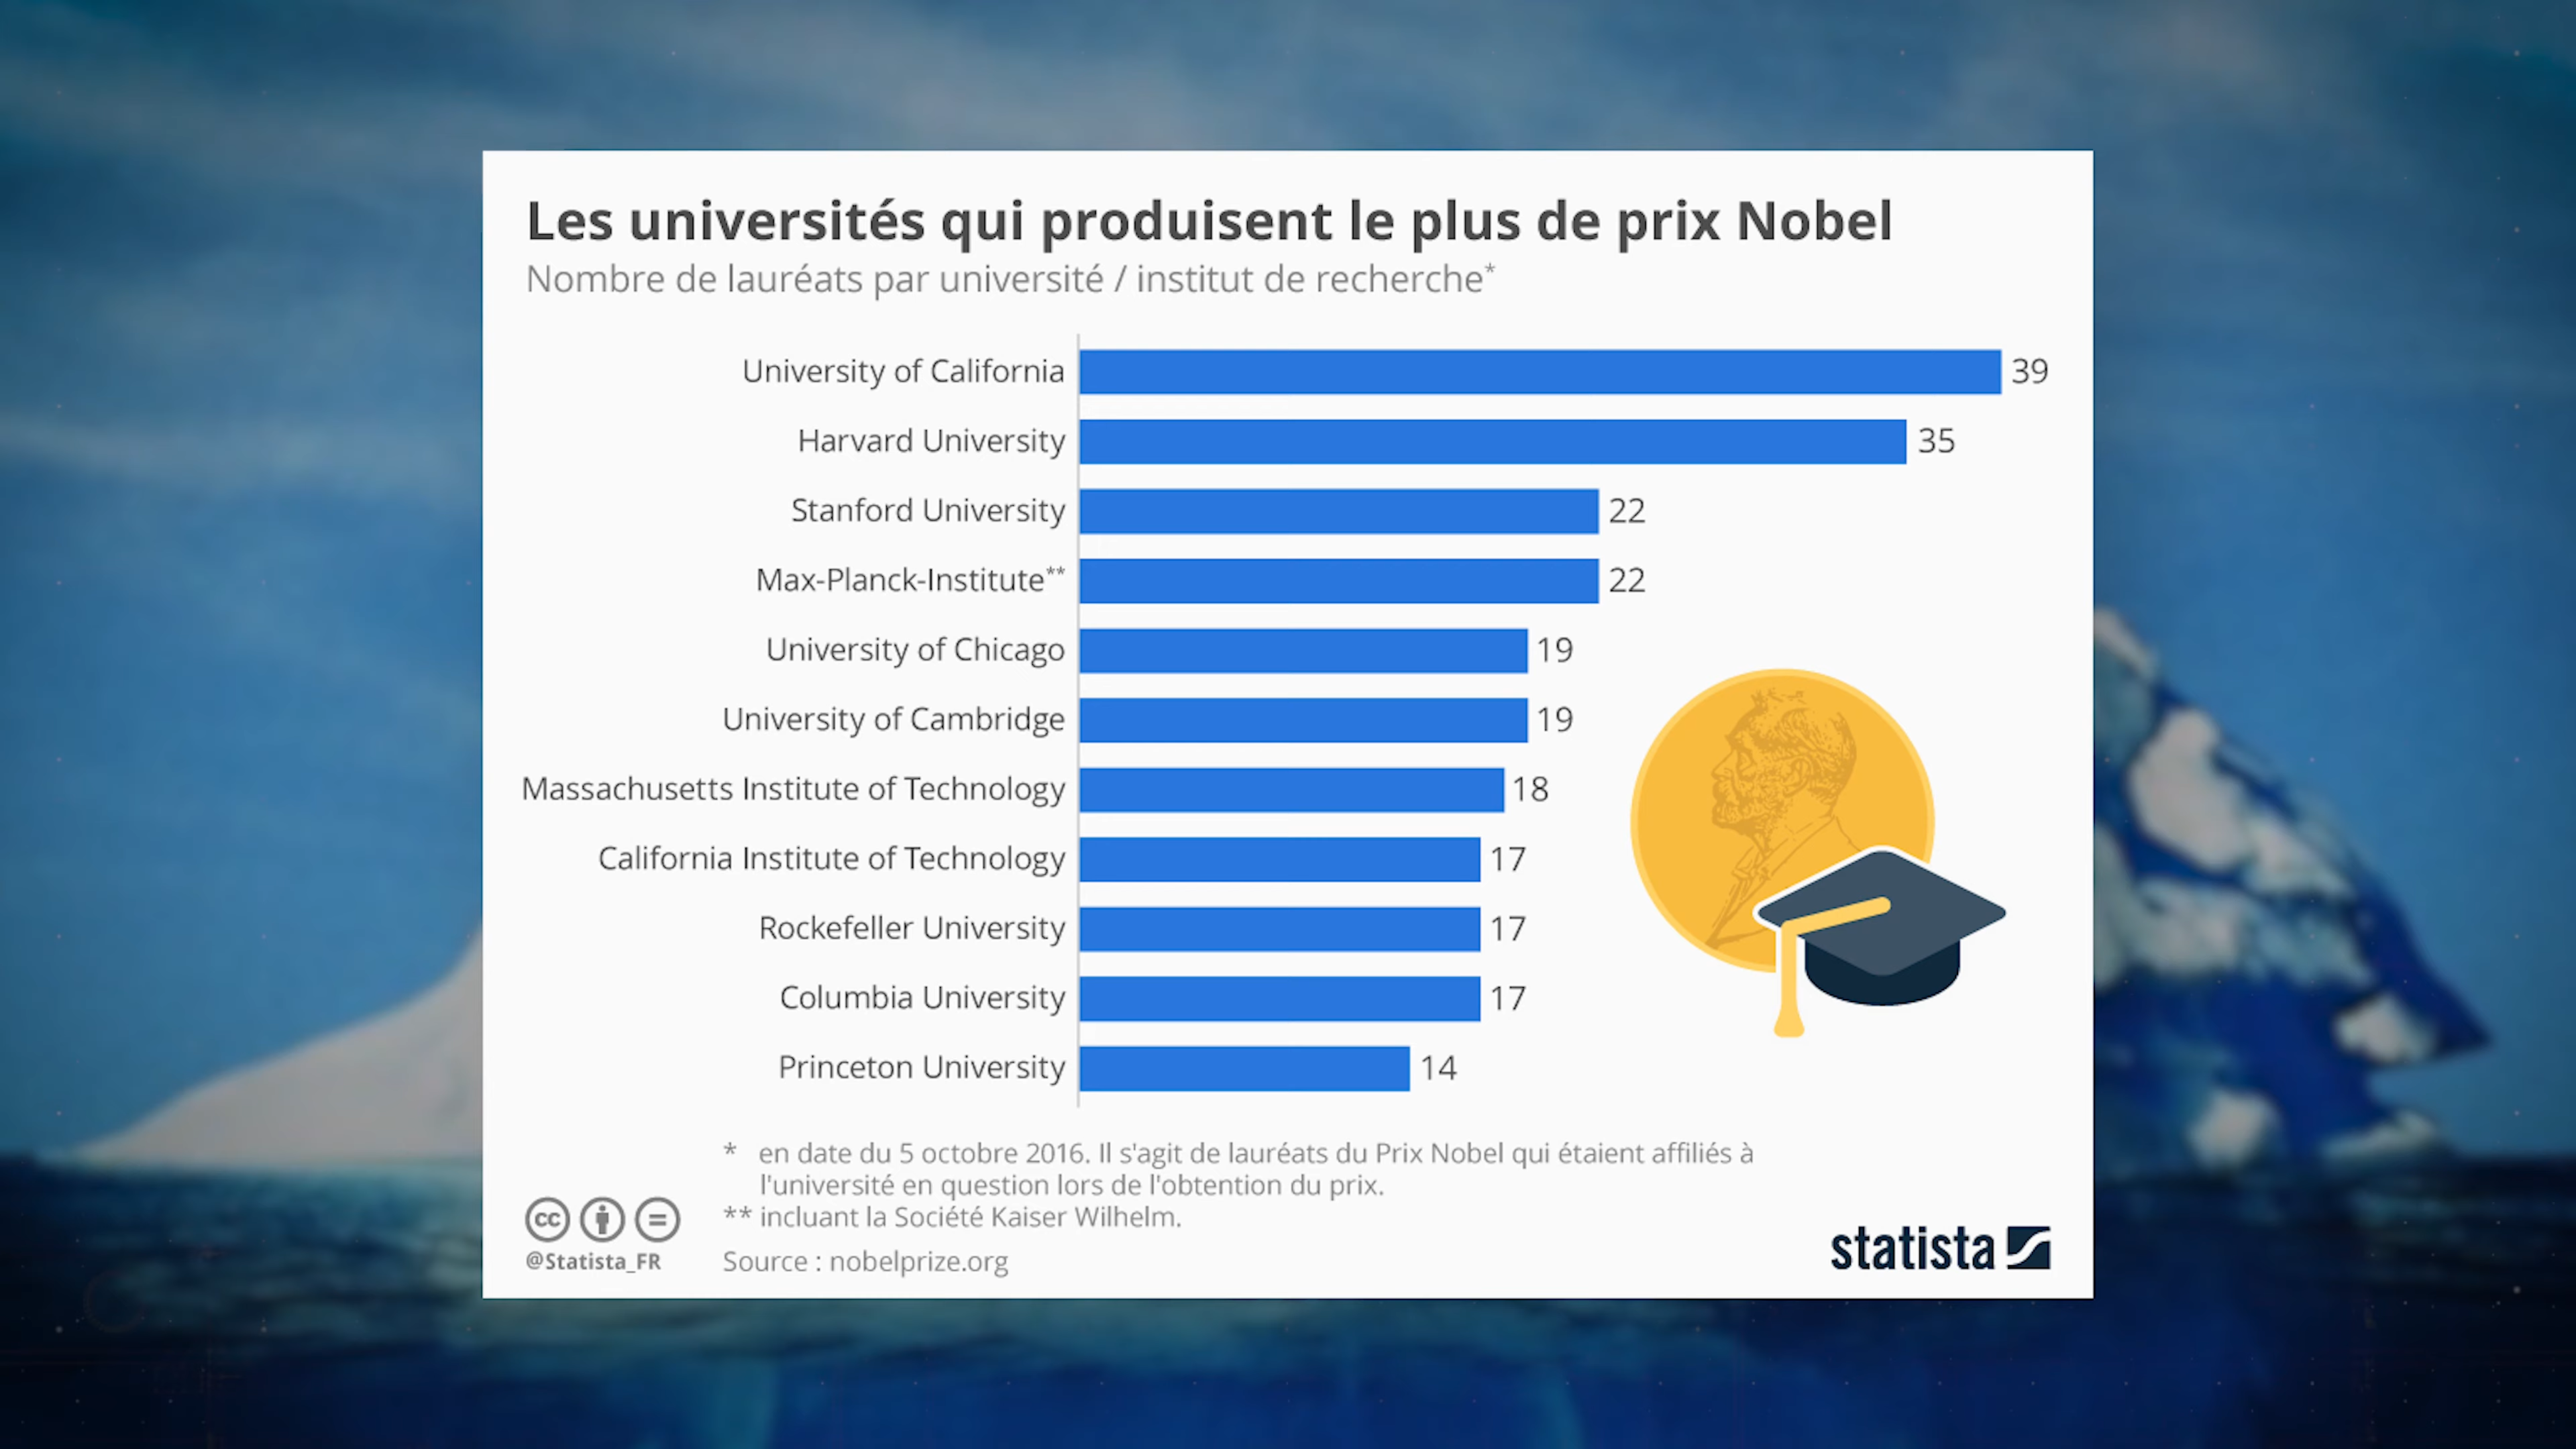 Les universités qui produisent le plus de prix Nobel
Nombre de lauréats par université / institut de recherche*
University of California 39
Harvard University 35
Stanford University 22
Max-Planck-Institute** 22
University of Chicago 19
University of Cambridge 19
Massachusetts Institute of Technology 18
California Institute of Technology 17
Rockefeller University 17
Columbia University 17
Princeton University 14
* en date du 5 octobre 2016. Il s'agit de lauréats du Prix Nobel qui étaient affiliés à
l'université en question lors de l'obtention du prix.
** incluant la Société Kaiser Wilhelm.
cc
@Statista_FR
Source : nobelprize.org
statista